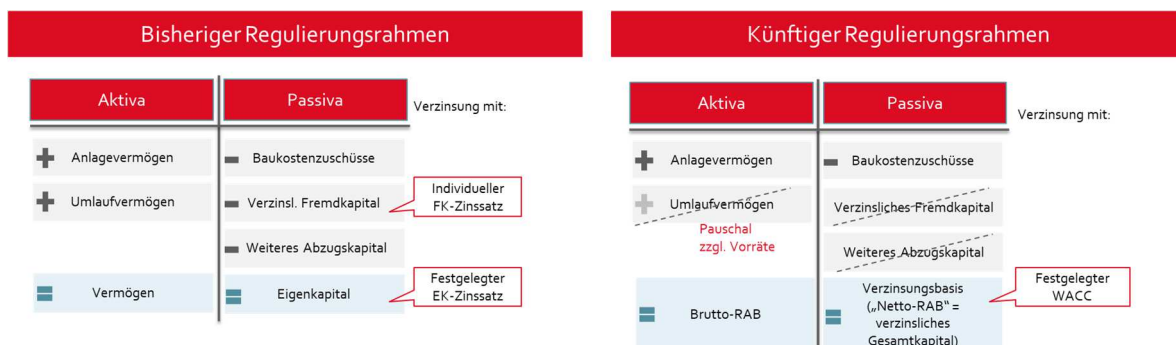 Bisheriger Regulierungsrahmen
Aktiva
Passiva
Verzinsung mit:
Anlagevermögen
Baukostenzuschüsse
Umlaufvermögen
Verzinsl. Fremdkapital
Individueller
FK-Zinssatz
Weiteres Abzugskapital
Vermögen
Eigenkapital
Festgelegter
EK-Zinssatz
Künftiger Regulierungsrahmen
Aktiva
Passiva
Verzinsung mit:
Anlagevermögen
Baukostenzuschüsse
Umlaufvermögen
Pauschal
zzgl. Vorräte
Verzinsliches Fremdkapital
Weiteres Abzugskapital
Brutto-RAB
Verzinsungsbasis
(„Netto-RAB“ =
verzinsliches
Gesamtkapital)
Festgelegter
WACC